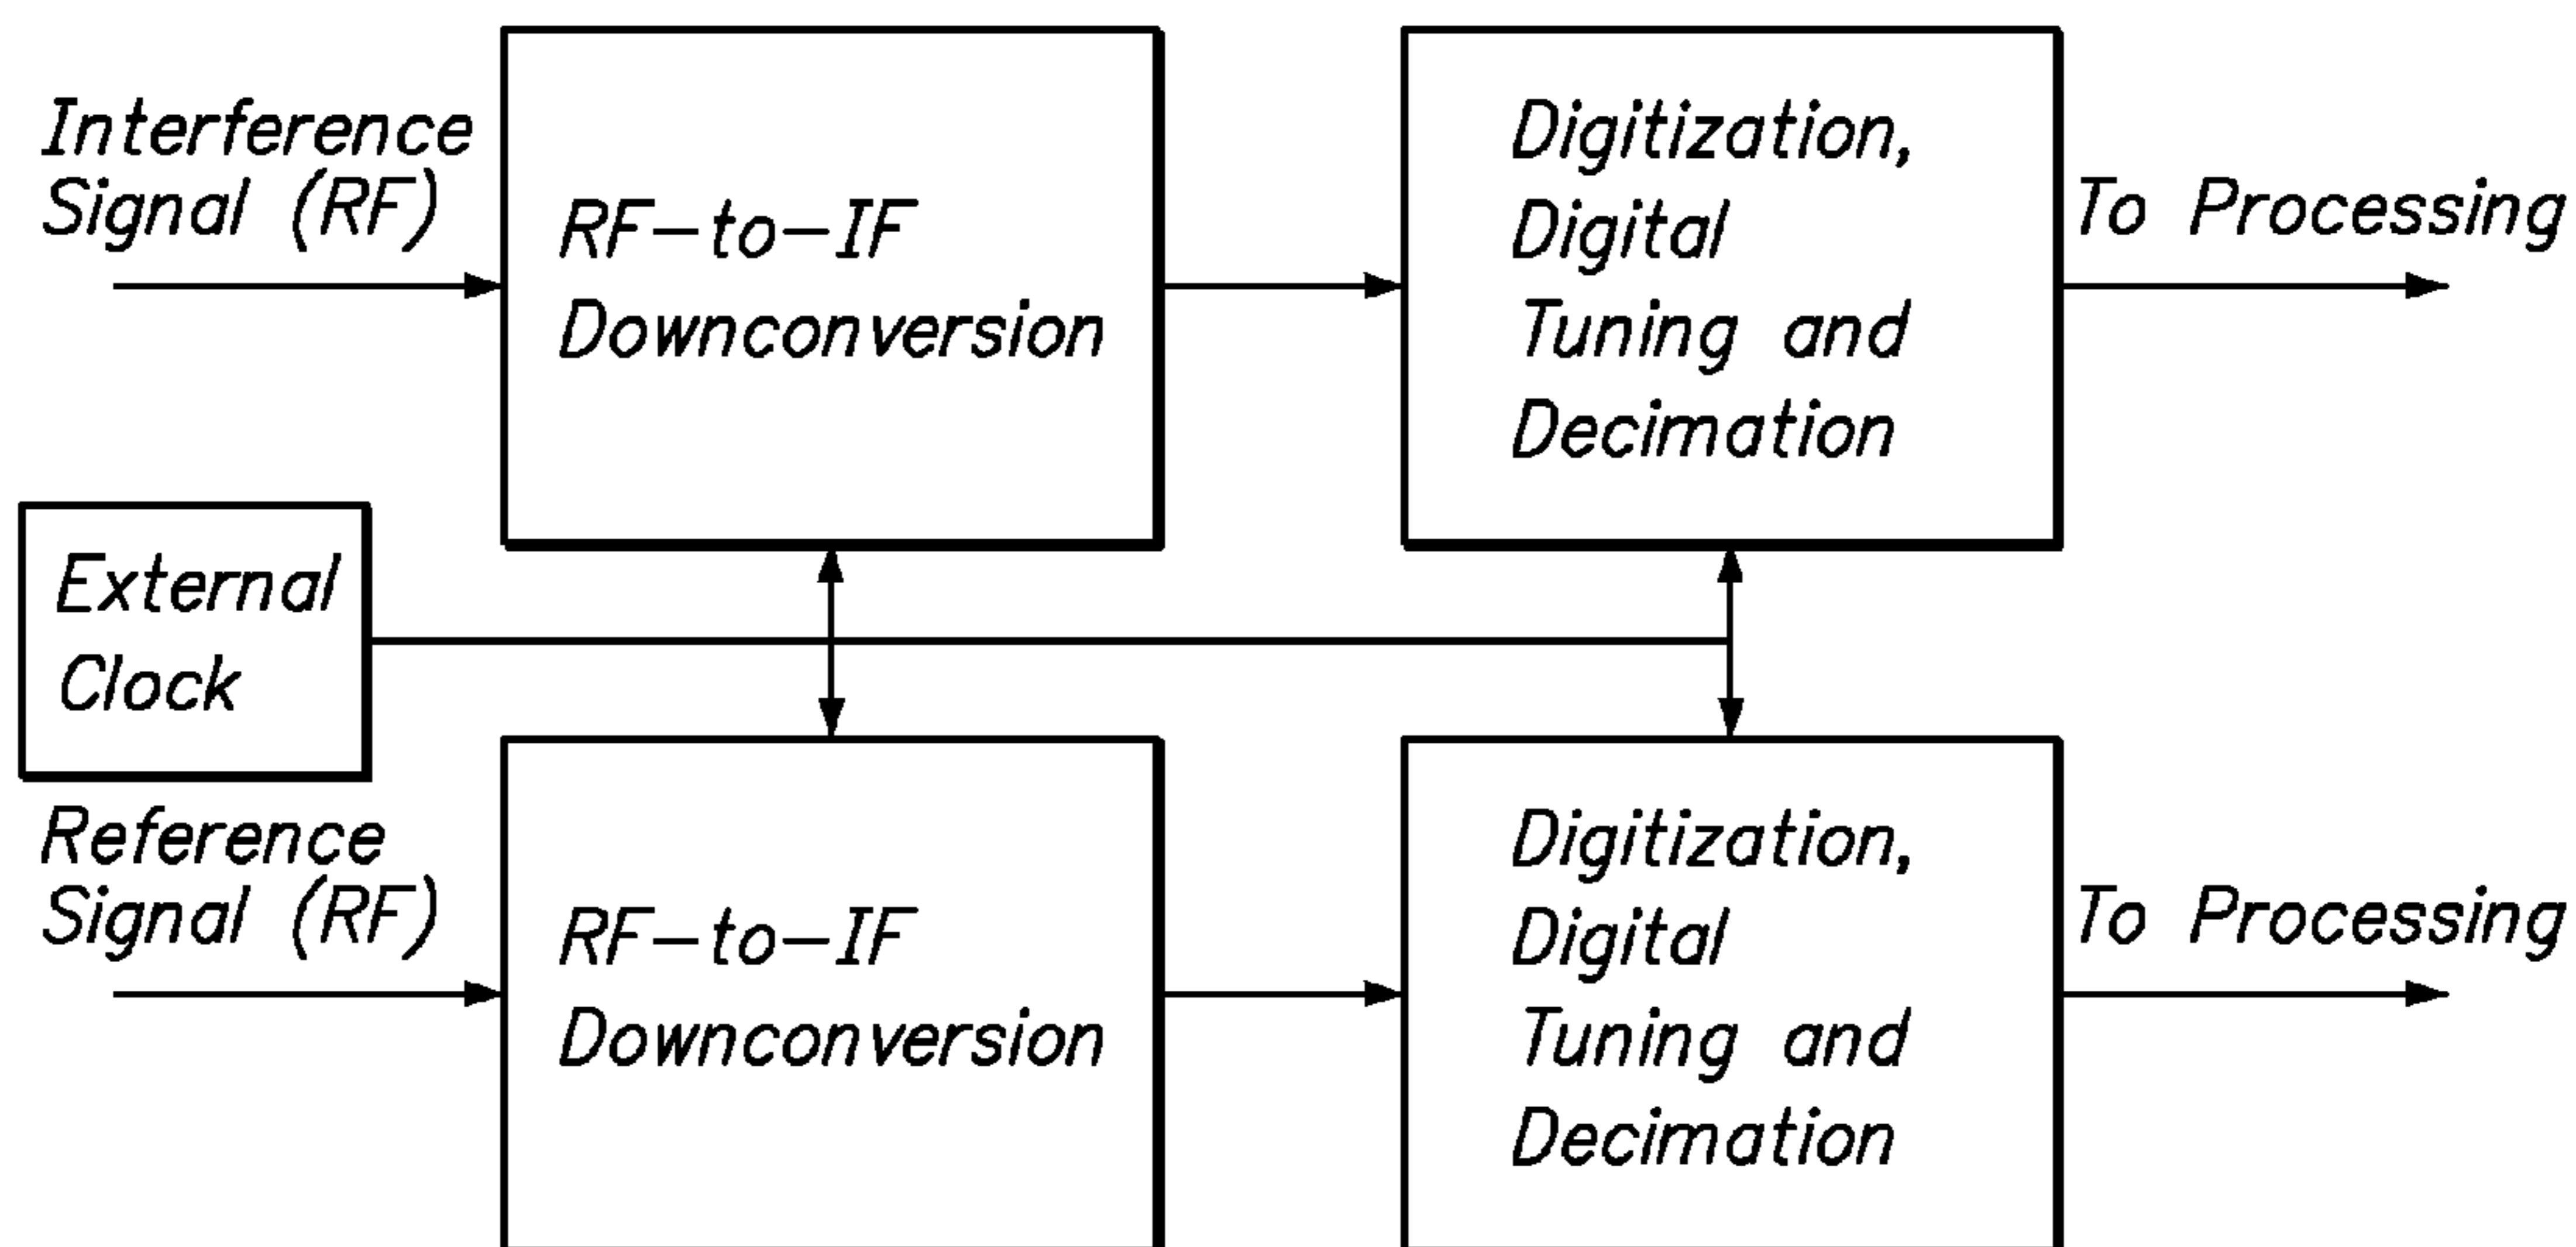 Interference
Signal (RF)
RF-to-IF
Downconversion
Digitization,
Digital
Tuning and
Decimation
To Processing
External
Clock
Reference
Signal (RF)
RF-to-IF
Downconversion
Digitization,
Digital
Tuning and
Decimation
To Processing